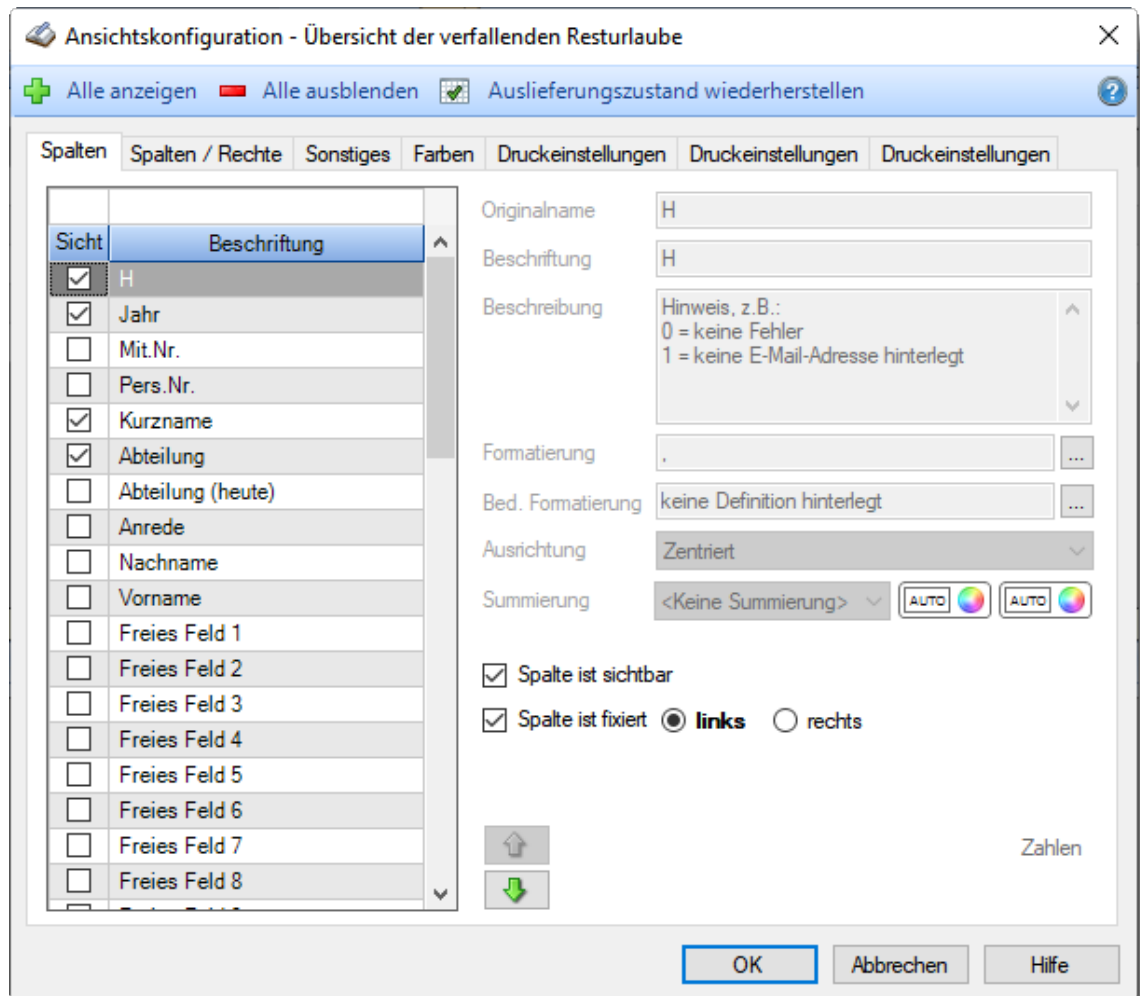 Ansichtskonfiguration - Übersicht der verfallenden Resturlaube
Alle anzeigen Alle ausblenden Auslieferungszustand wiederherstellen
Spalten Spalten / Rechte Sonstiges Farben Druckeinstellungen Druckeinstellungen Druckeinstellungen
Sicht Beschriftung
H
Jahr
Mit.Nr.
Pers.Nr.
Kurzname
Abteilung
Abteilung (heute)
Anrede
Nachname
Vorname
Freies Feld 1
Freies Feld 2
Freies Feld 3
Freies Feld 4
Freies Feld 5
Freies Feld 6
Freies Feld 7
Freies Feld 8
Originalname H
Beschriftung H
Beschreibung Hinweis, z.B.:
0 = keine Fehler
1 = keine E-Mail-Adresse hinterlegt
Formatierung , ...
Bed. Formatierung keine Definition hinterlegt ...
Ausrichtung Zentriert
Summierung <Keine Summierung> AUTO AUTO
Spalte ist sichtbar
Spalte ist fixiert links rechts
Zahlen
OK Abbrechen Hilfe